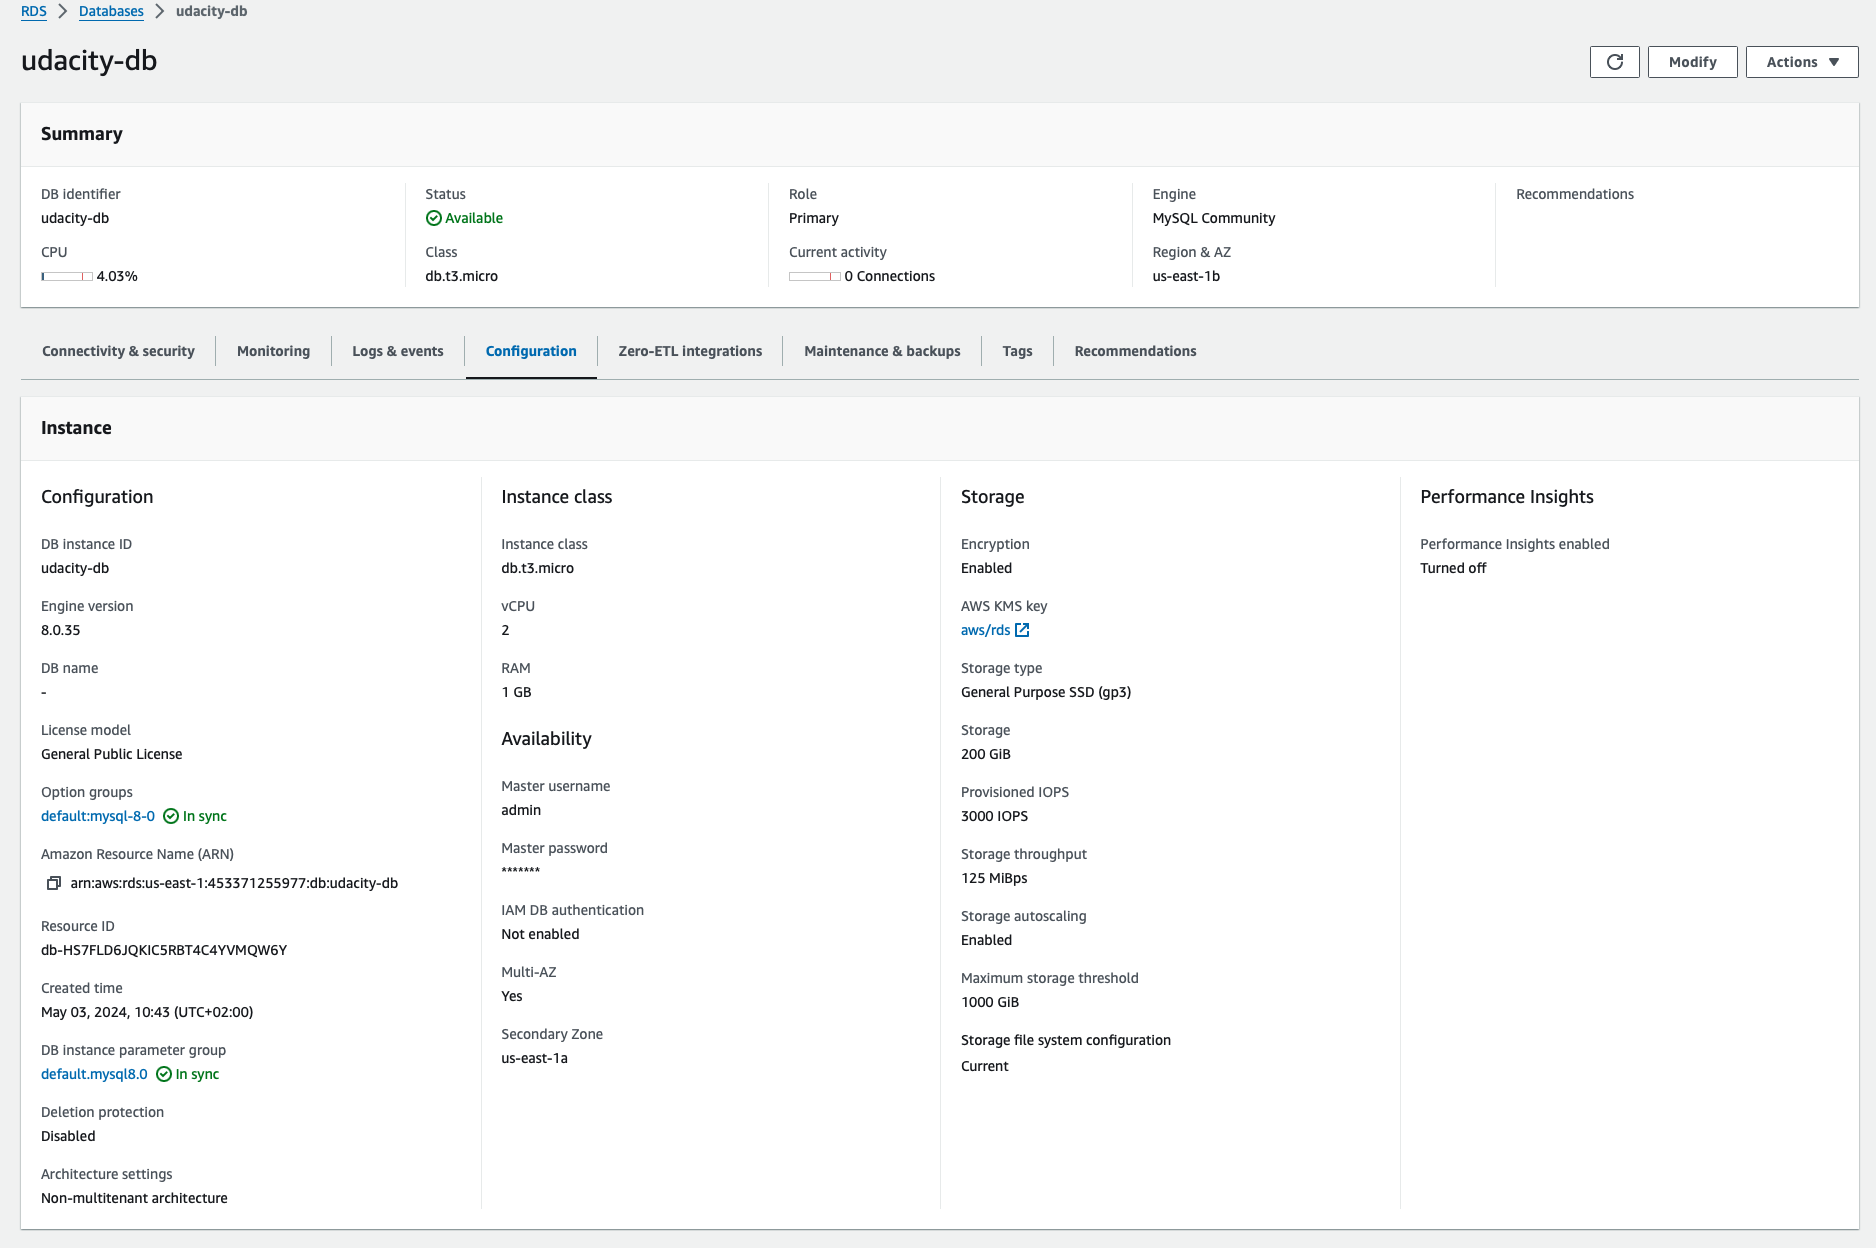 RDS > Databases > udacity-db
udacity-db
Modify
Actions
Summary
DB identifier
udacity-db
CPU
4.03%
Status
Available
Class
db.t3.micro
Role
Primary
Current activity
0 Connections
Engine
MySQL Community
Region & AZ
us-east-1b
Recommendations
Connectivity & security
Monitoring
Logs & events
Configuration
Zero-ETL integrations
Maintenance & backups
Tags
Recommendations
Instance
Configuration
DB instance ID
udacity-db
Engine version
8.0.35
DB name
-
License model
General Public License
Option groups
default:mysql-8-0 In sync
Amazon Resource Name (ARN)
arn:aws:rds:us-east-1:453371255977:db:udacity-db
Resource ID
db-HS7FLD6JQKIC5RBT4C4YVMQW6Y
Created time
May 03, 2024, 10:43 (UTC+02:00)
DB instance parameter group
default.mysql8.0 In sync
Deletion protection
Disabled
Architecture settings
Non-multitenant architecture
Instance class
Instance class
db.t3.micro
vCPU
2
RAM
1 GB
Availability
Master username
admin
Master password
*******
IAM DB authentication
Not enabled
Multi-AZ
Yes
Secondary Zone
us-east-1a
Storage
Encryption
Enabled
AWS KMS key
aws/rds
Storage type
General Purpose SSD (gp3)
Storage
200 GiB
Provisioned IOPS
3000 IOPS
Storage throughput
125 MiBps
Storage autoscaling
Enabled
Maximum storage threshold
1000 GiB
Storage file system configuration
Current
Performance Insights
Performance Insights enabled
Turned off